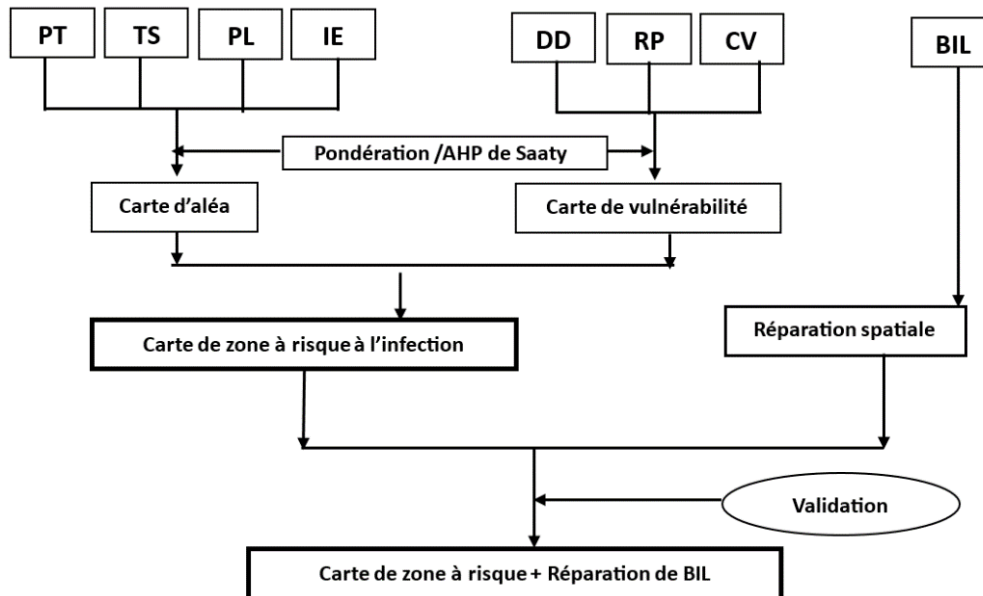 PT TS PL IE DD RP CV BIL
Pondération /AHP de Saaty
Carte d'aléa
Carte de vulnérabilité
Carte de zone à risque à l'infection
Réparation spatiale
Validation
Carte de zone à risque + Réparation de BIL